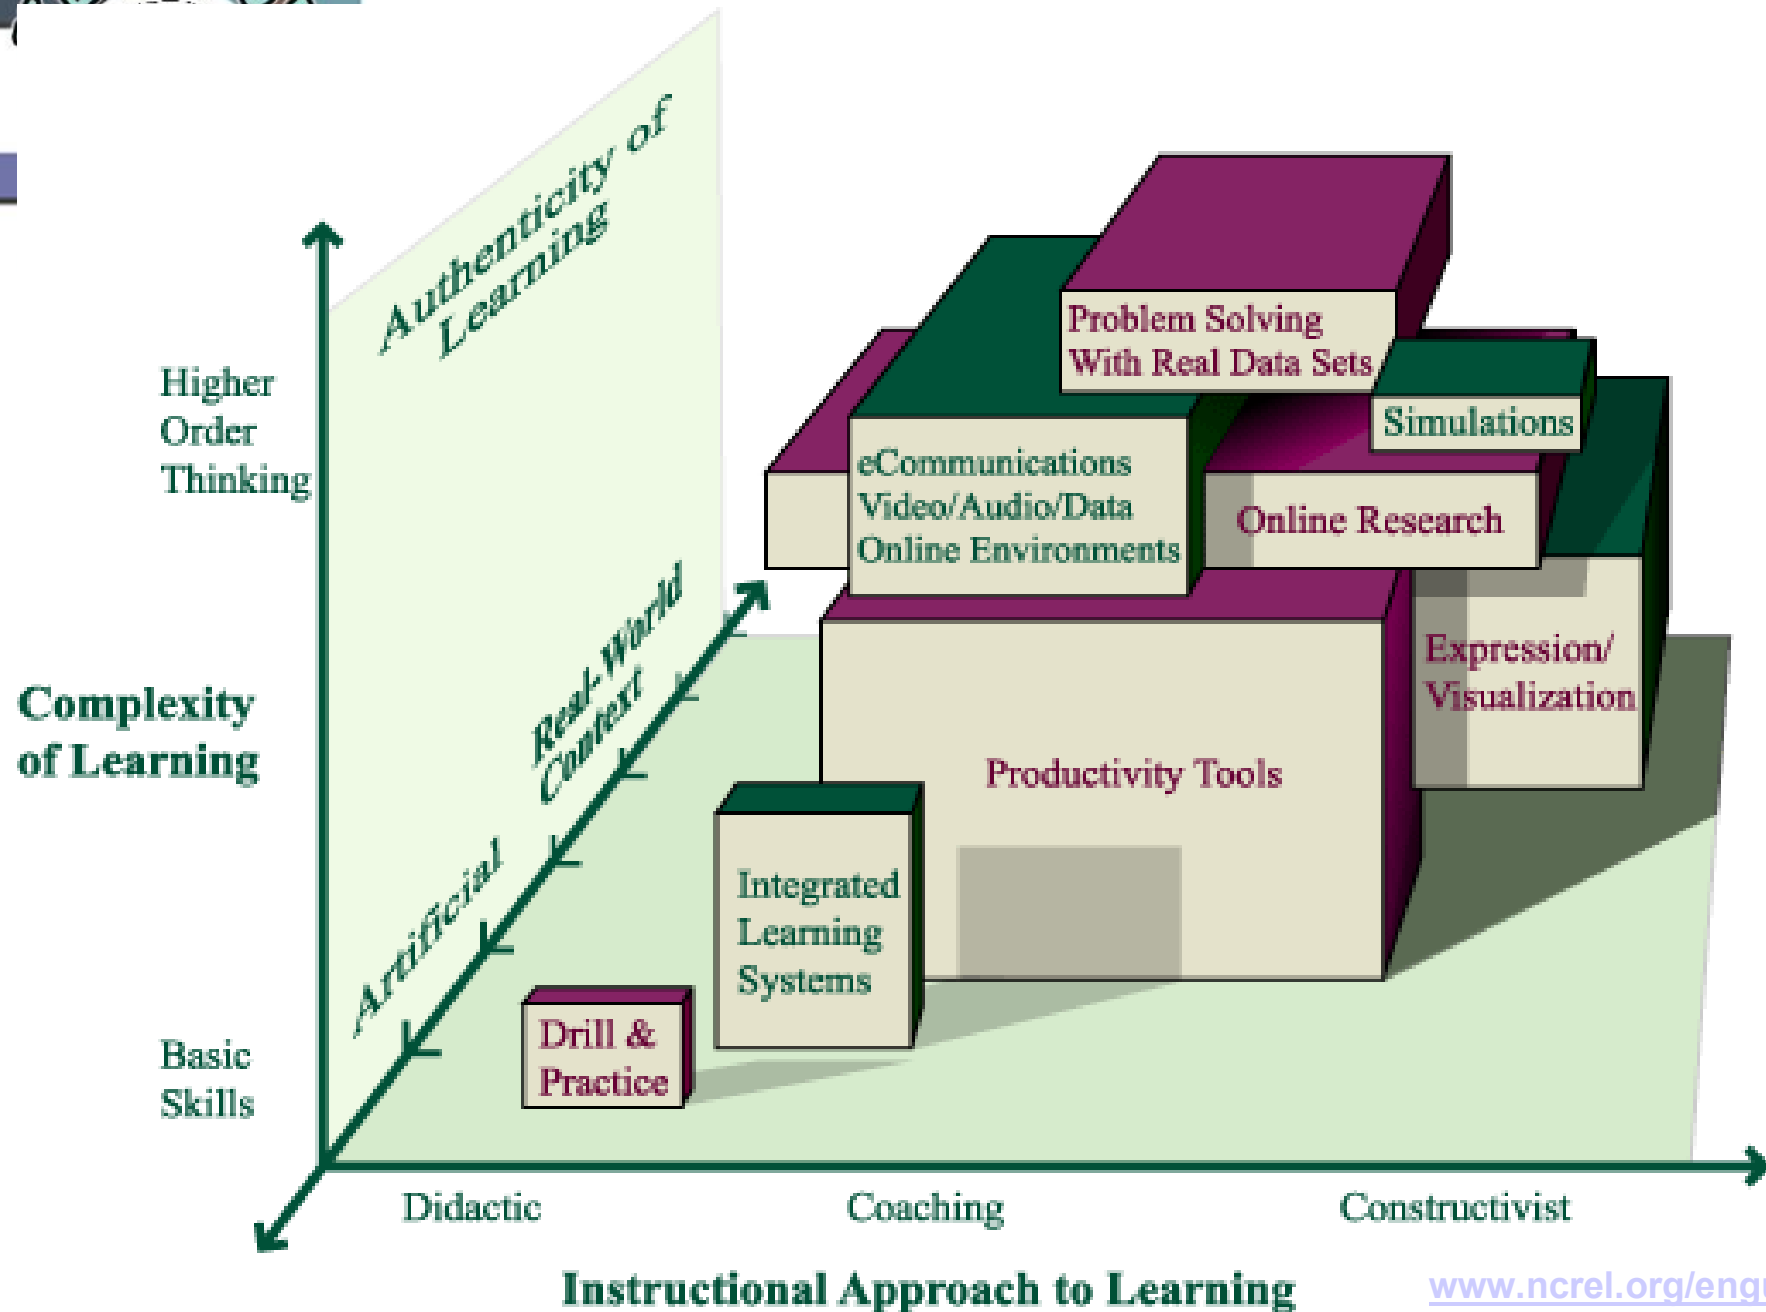 Authenticity of
Learning
Higher
Order
Thinking
Problem Solving
With Real Data Sets
Simulations
eCommunications
Video/Audio/Data
Online Environments
Online Research
Real-World
Context
Expression/
Visualization
Complexity
of Learning
Productivity Tools
Integrated
Learning
Systems
Artificial
Drill &
Practice
Basic
Skills
Didactic
Coaching
Constructivist
Instructional Approach to Learning
www.ncrel.org/engu